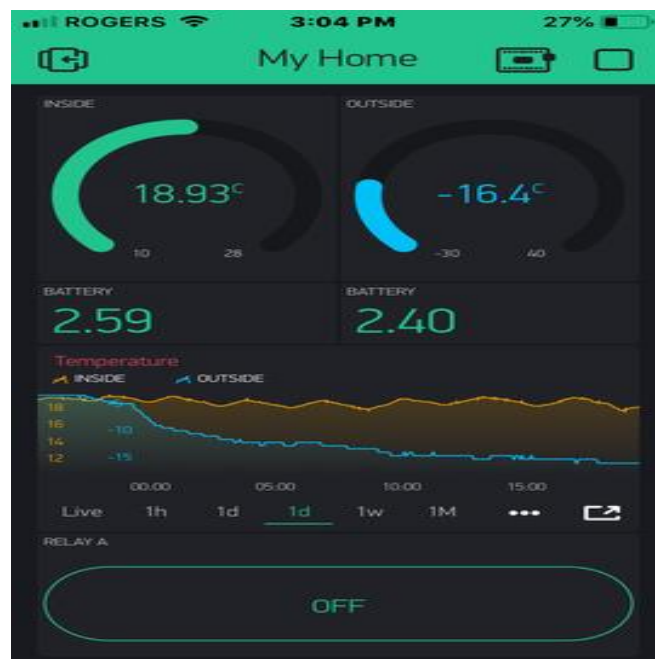 ROGERS 3:04 PM 27%
My Home
INSIDE OUTSIDE
18.93C -16.4C
10 28 -30 40
BATTERY BATTERY
2.59 2.40
Temperature
INSIDE OUTSIDE
18 -5
16 -10
14
12 -15
00:00 05:00 10:00 15:00
Live 1h 1d 1d 1w 1M
RELAY A
OFF